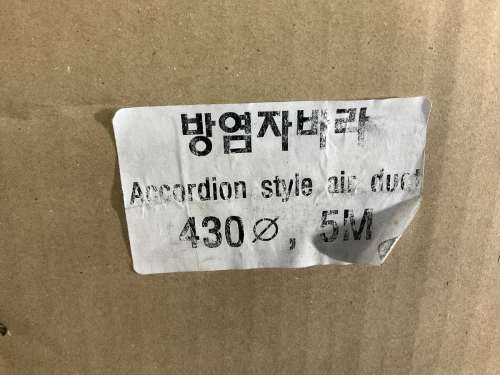 방염자바라
Accordion style air duct
430∅, 5M